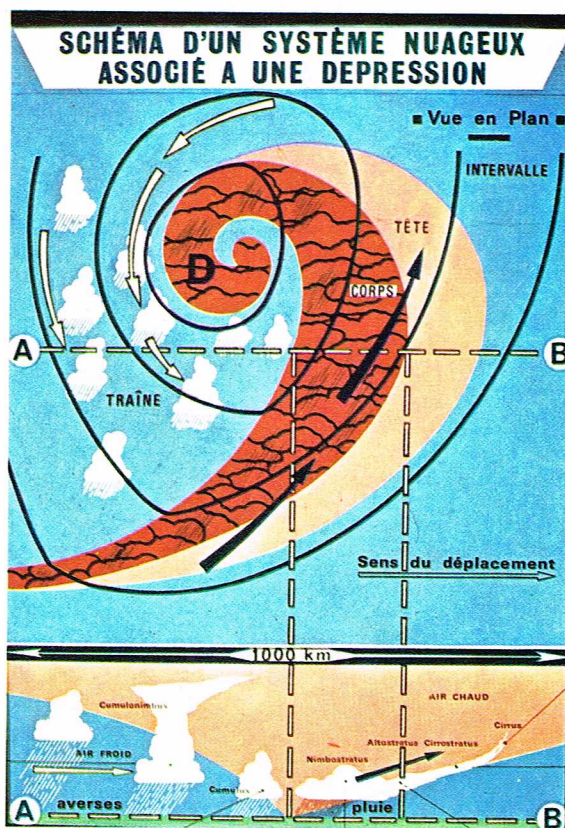 SCHÉMA D'UN SYSTÈME NUAGEUX
ASSOCIÉ A UNE DEPRESSION
▪ Vue en Plan ▪
INTERVALLE
TÊTE
D
CORPS
A
B
TRAÎNE
Sens du déplacement
1000 km
AIR CHAUD
Cumulonimbus
Cirrus
Altostratus Cirrostratus
AIR FROID
Nimbostratus
Cumulus
A
averses
pluie
B